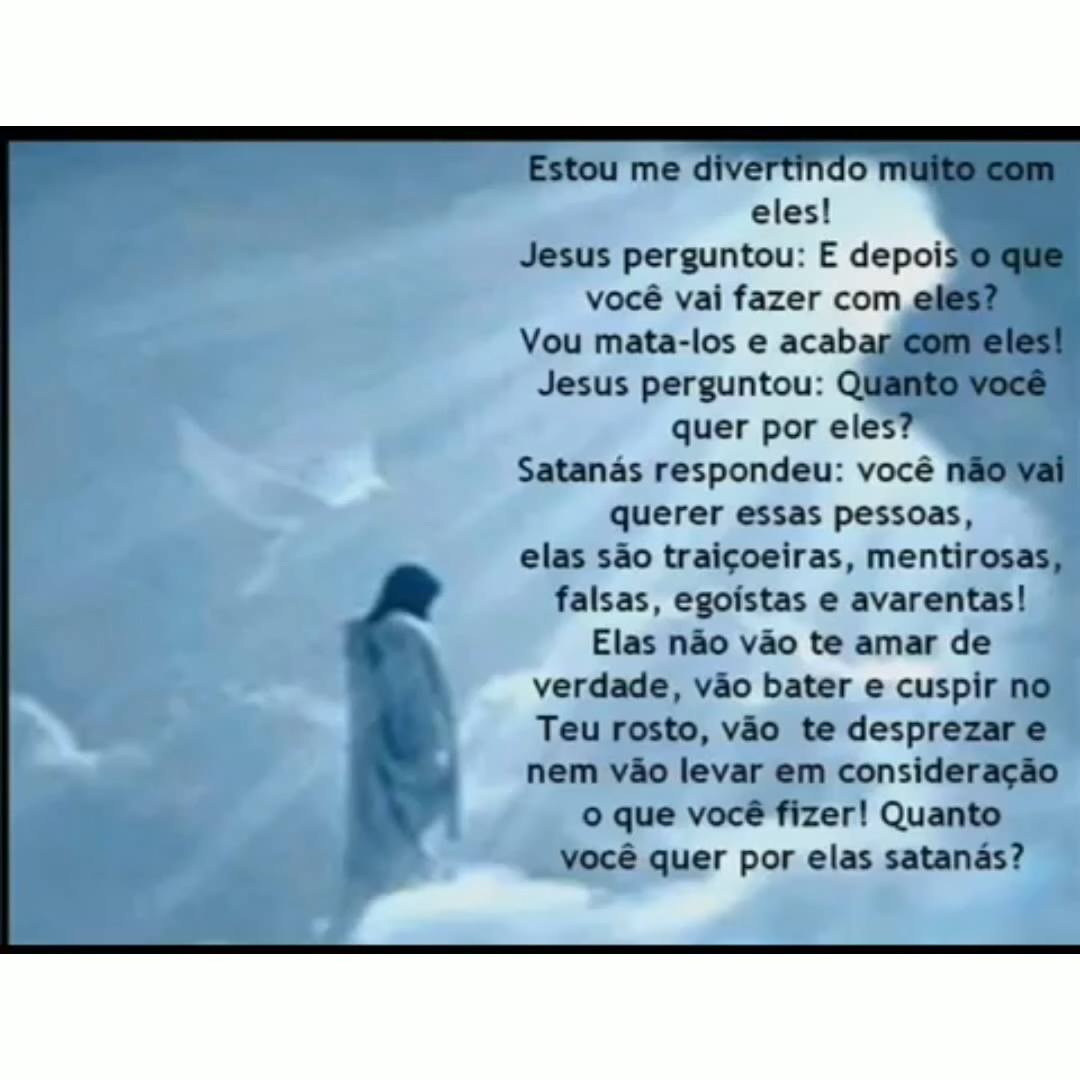 Estou me divertindo muito com
eles!
Jesus perguntou: E depois o que
você vai fazer com eles?
Vou mata-los e acabar com eles!
Jesus perguntou: Quanto você
quer por eles?
Satanás respondeu: você não vai
querer essas pessoas,
elas são traiçoeiras, mentirosas,
falsas, egoístas e avarentas!
Elas não vão te amar de
verdade, vão bater e cuspir no
Teu rosto, vão  te desprezar e
nem vão levar em consideração
o que você fizer! Quanto
você quer por elas satanás?